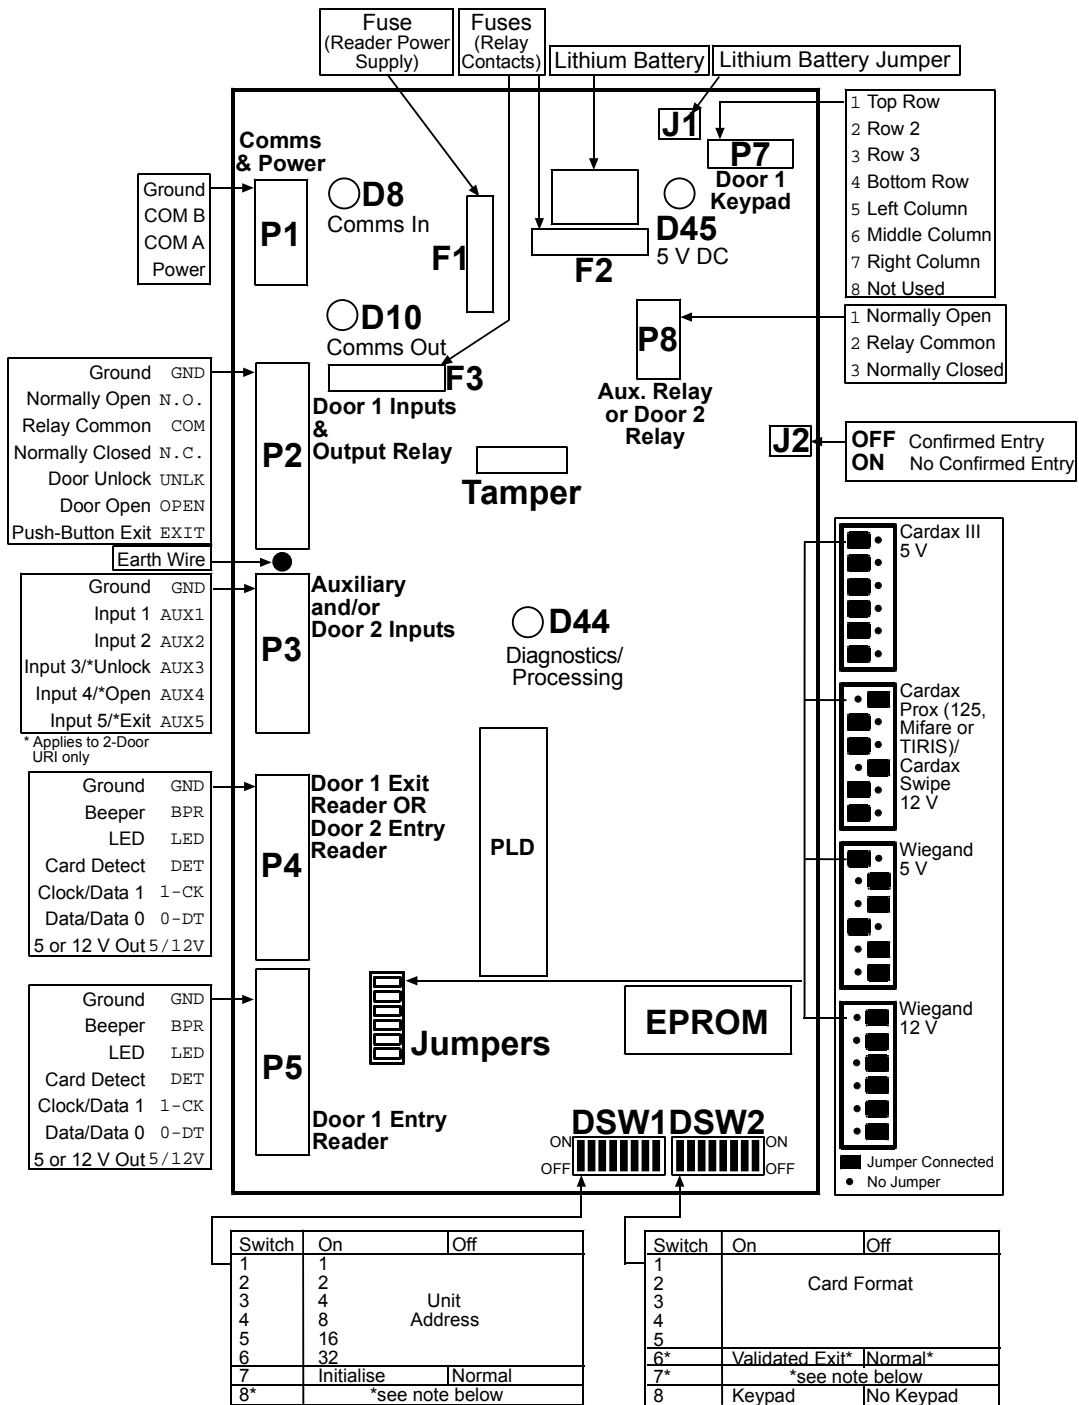 Fuse
(Reader Power
Supply)
Fuses
(Relay
Contacts)
Lithium Battery
Lithium Battery Jumper
J1
P7
Door 1
Keypad
1 Top Row
2 Row 2
3 Row 3
4 Bottom Row
5 Left Column
6 Middle Column
7 Right Column
8 Not Used
Comms
& Power
Ground
COM B
COM A
Power
P1
D8
Comms In
F1
F2
D45
5 V DC
D10
Comms Out
F3
P8
Aux. Relay
or Door 2
Relay
1 Normally Open
2 Relay Common
3 Normally Closed
Ground GND
Normally Open N.O.
Relay Common COM
Normally Closed N.C.
Door Unlock UNLK
Door Open OPEN
Push-Button Exit EXIT
P2
Door 1 Inputs
&
Output Relay
Tamper
J2
OFF Confirmed Entry
ON No Confirmed Entry
Earth Wire
Ground GND
Input 1 AUX1
Input 2 AUX2
Input 3/*Unlock AUX3
Input 4/*Open AUX4
Input 5/*Exit AUX5
* Applies to 2-Door
URI only
P3
Auxiliary
and/or
Door 2 Inputs
D44
Diagnostics/
Processing
Cardax III
5 V
Cardax
Prox (125,
Mifare or
TIRIS)/
Cardax
Swipe
12 V
Wiegand
5 V
Wiegand
12 V
Jumper Connected
No Jumper
Ground GND
Beeper BPR
LED LED
Card Detect DET
Clock/Data 1 1-CK
Data/Data 0 0-DT
5 or 12 V Out 5/12V
P4
Door 1 Exit
Reader OR
Door 2 Entry
Reader
PLD
Ground GND
Beeper BPR
LED LED
Card Detect DET
Clock/Data 1 1-CK
Data/Data 0 0-DT
5 or 12 V Out 5/12V
P5
Door 1 Entry
Reader
Jumpers
EPROM
DSW1 DSW2
ON
OFF
ON
OFF
Switch On Off
1 1
2 2
3 4 Unit
4 8 Address
5 16
6 32
7 Initialise Normal
8* *see note below
Switch On Off
1
2 Card Format
3
4
5
6* Validated Exit* Normal*
7* *see note below
8 Keypad No Keypad